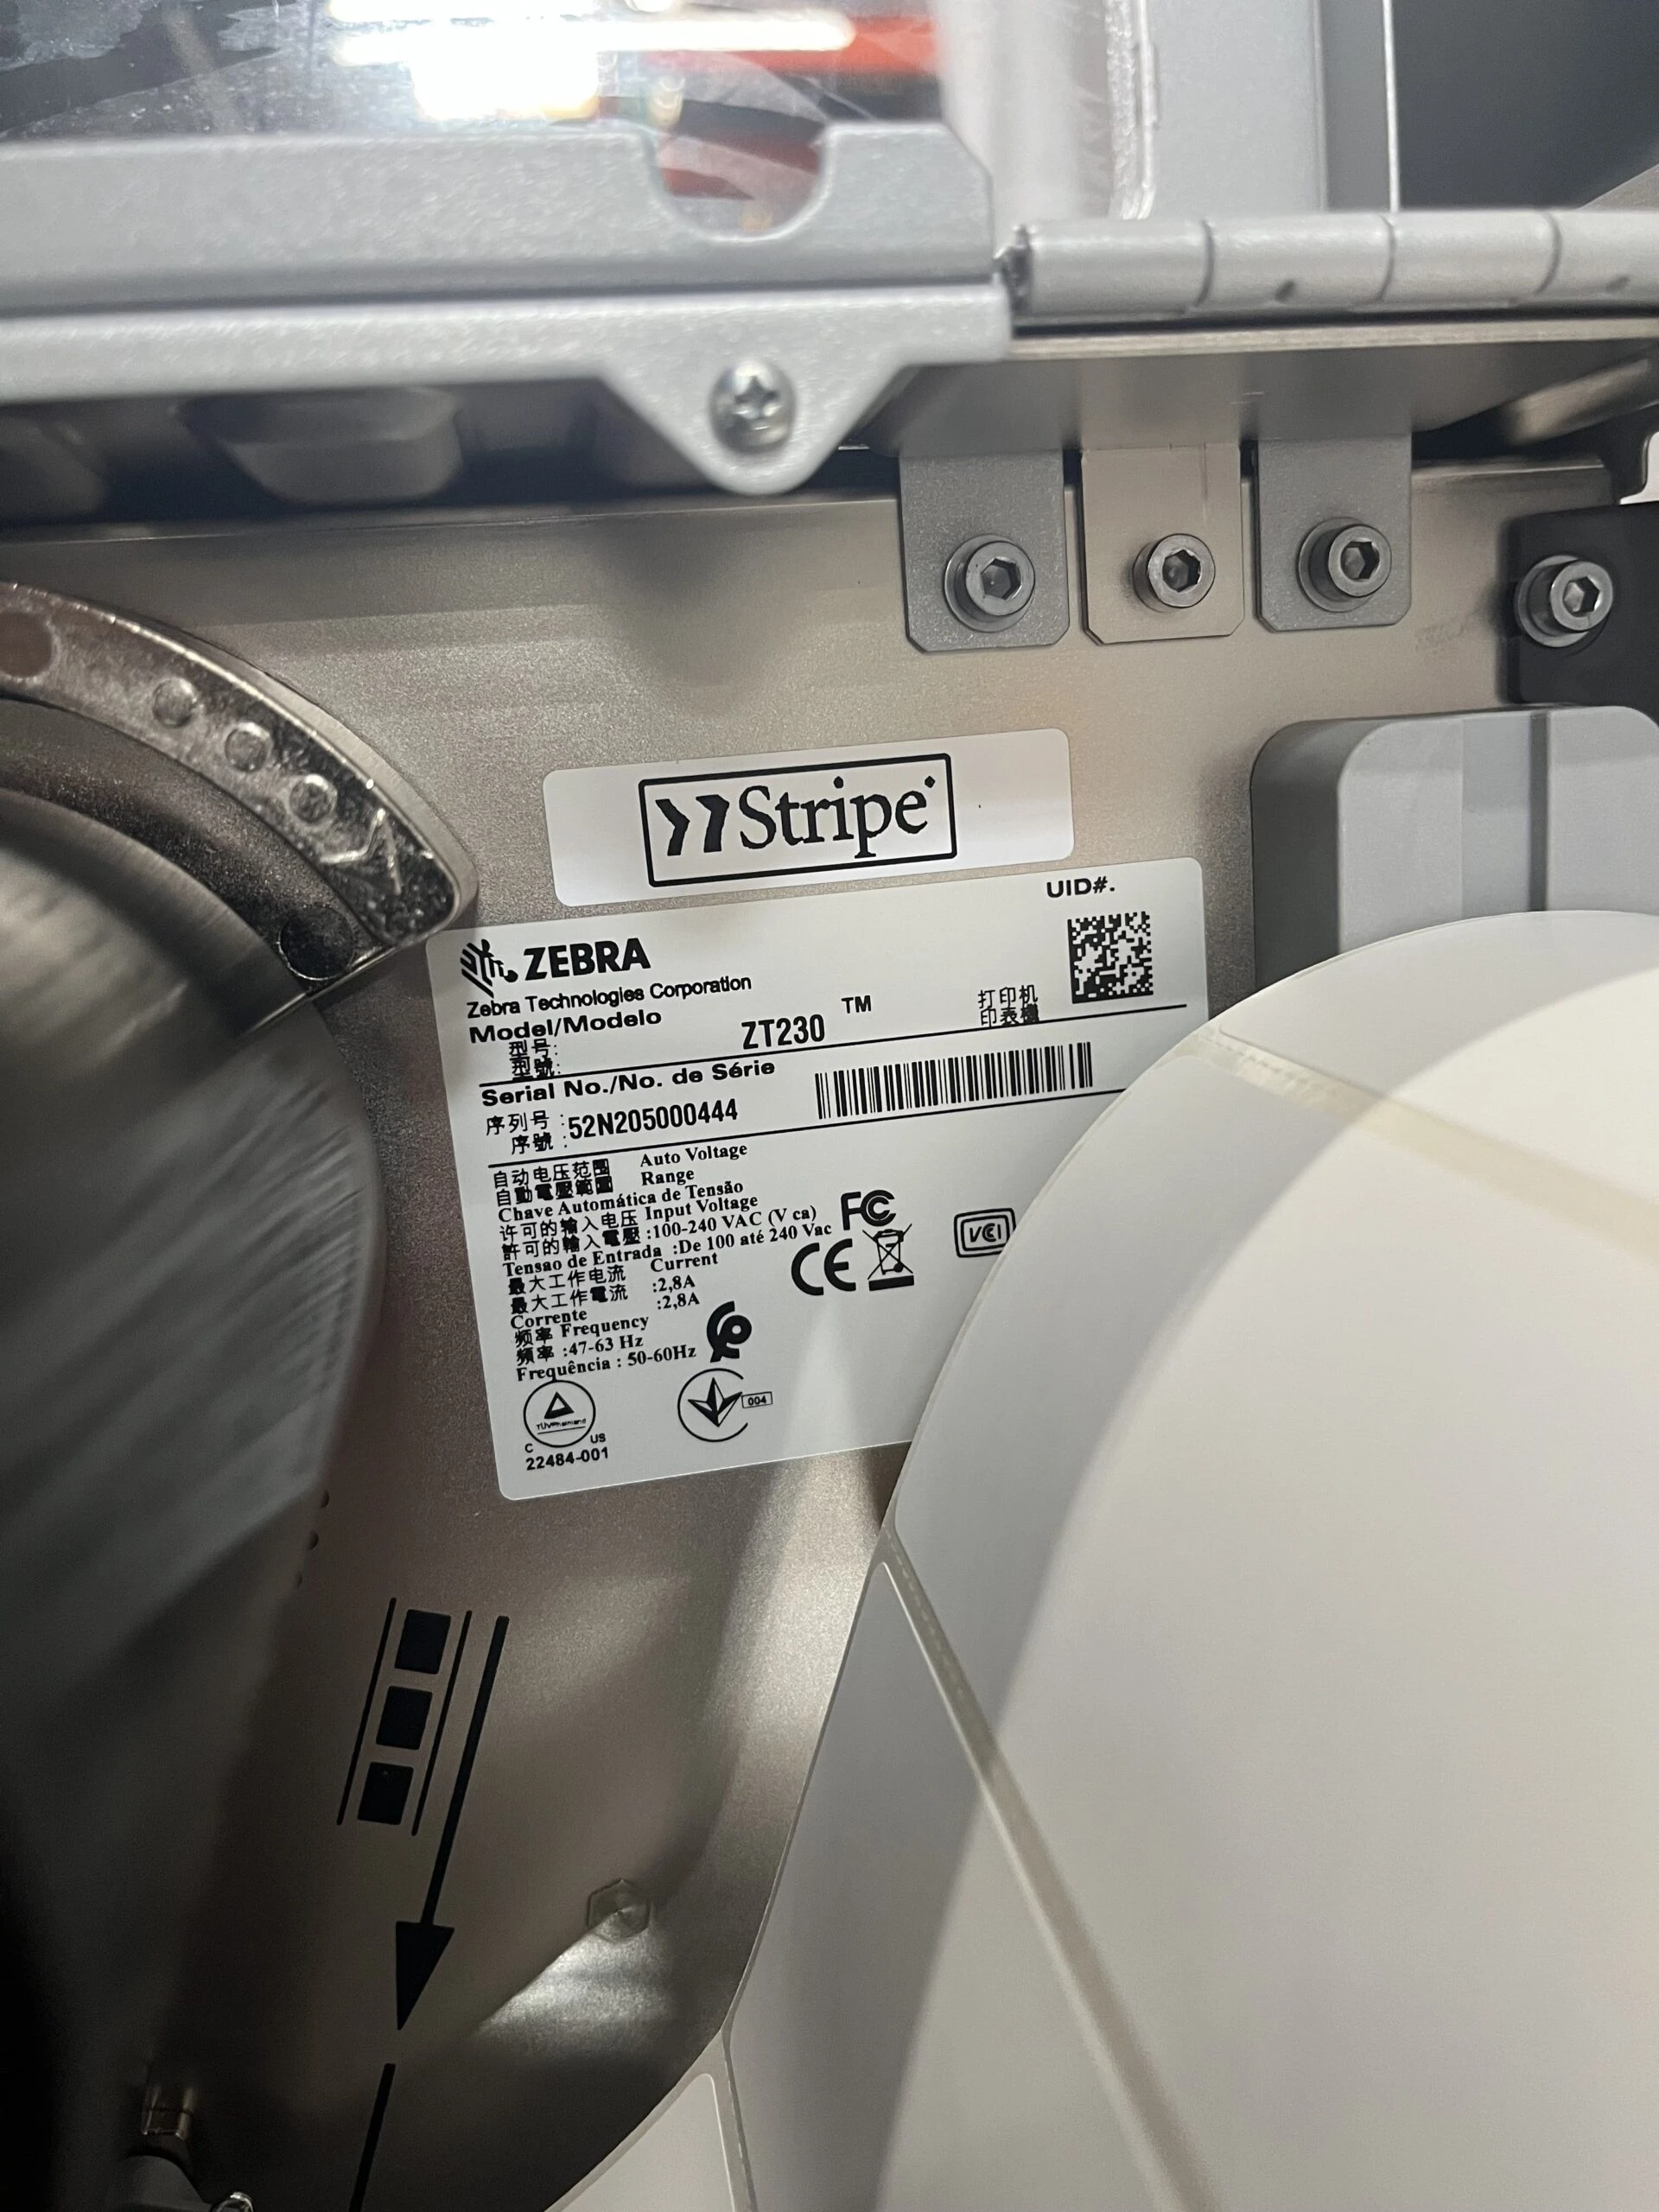 Stripe
UID#.
ZEBRA
Zebra Technologies Corporation
Model/Modelo
型号:
型號:
ZT230
TM
打印机
印表機
Serial No./No. de Série
序列号:
序號:
52N205000444
自动电压范围 Auto Voltage
自動電壓範圍 Range
Chave Automática de Tensão
许可的输入电压 Input Voltage
許可的輸入電壓:100-240 VAC (V ca)
Tensao de Entrada :De 100 até 240 Vac
最大工作电流 Current
最大工作電流 :2,8A
Corrente :2,8A
频率 Frequency
頻率 :47-63 Hz
Frequência : 50-60Hz
FC
CE
VCI
TÜVRheinland
C US
22484-001
004